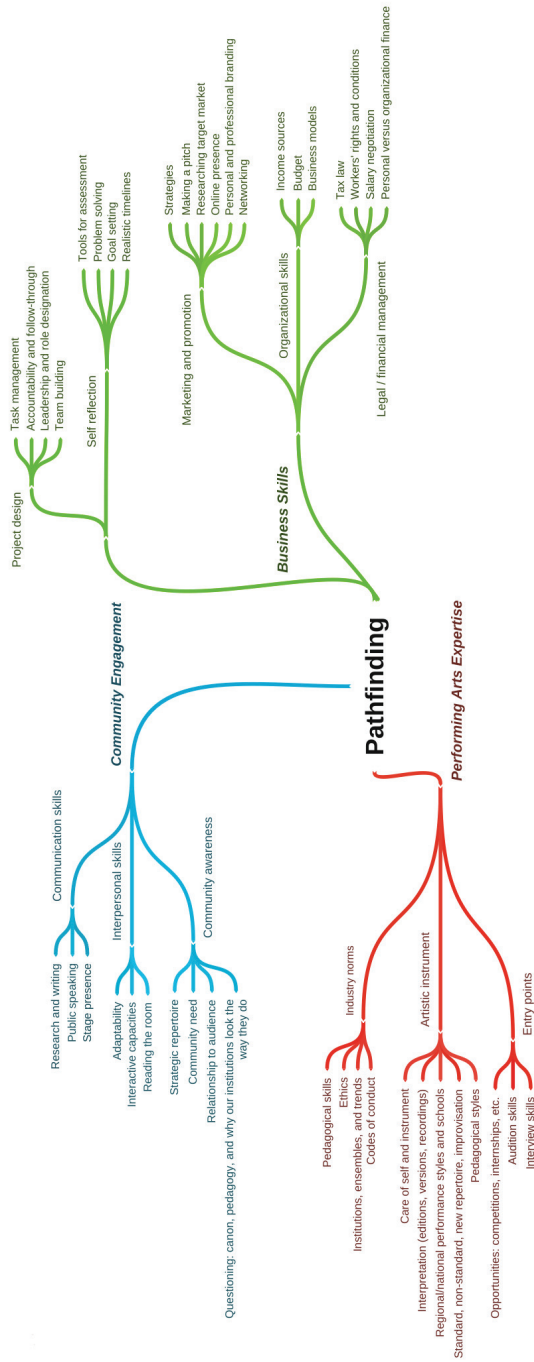 Pathfinding
Community Engagement
Communication skills
Research and writing
Public speaking
Stage presence
Interpersonal skills
Adaptability
Interactive capacities
Reading the room
Community awareness
Strategic repertoire
Community need
Relationship to audience
Questioning: canon, pedagogy, and why our institutions look the
way they do
Performing Arts Expertise
Industry norms
Pedagogical skills
Ethics
Institutions, ensembles, and trends
Codes of conduct
Artistic instrument
Care of self and instrument
Interpretation (editions, versions, recordings)
Regional/national performance styles and schools
Standard, non-standard, new repertoire, improvisation
Pedagogical styles
Entry points
Opportunities: competitions, internships, etc.
Audition skills
Interview skills
Project design
Task management
Accountability and follow-through
Leadership and role designation
Team building
Self reflection
Tools for assessment
Problem solving
Goal setting
Realistic timelines
Business Skills
Marketing and promotion
Strategies
Making a pitch
Researching target market
Online presence
Personal and professional branding
Networking
Organizational skills
Income sources
Budget
Business models
Legal / financial management
Tax law
Workers' rights and conditions
Salary negotiation
Personal versus organizational finance